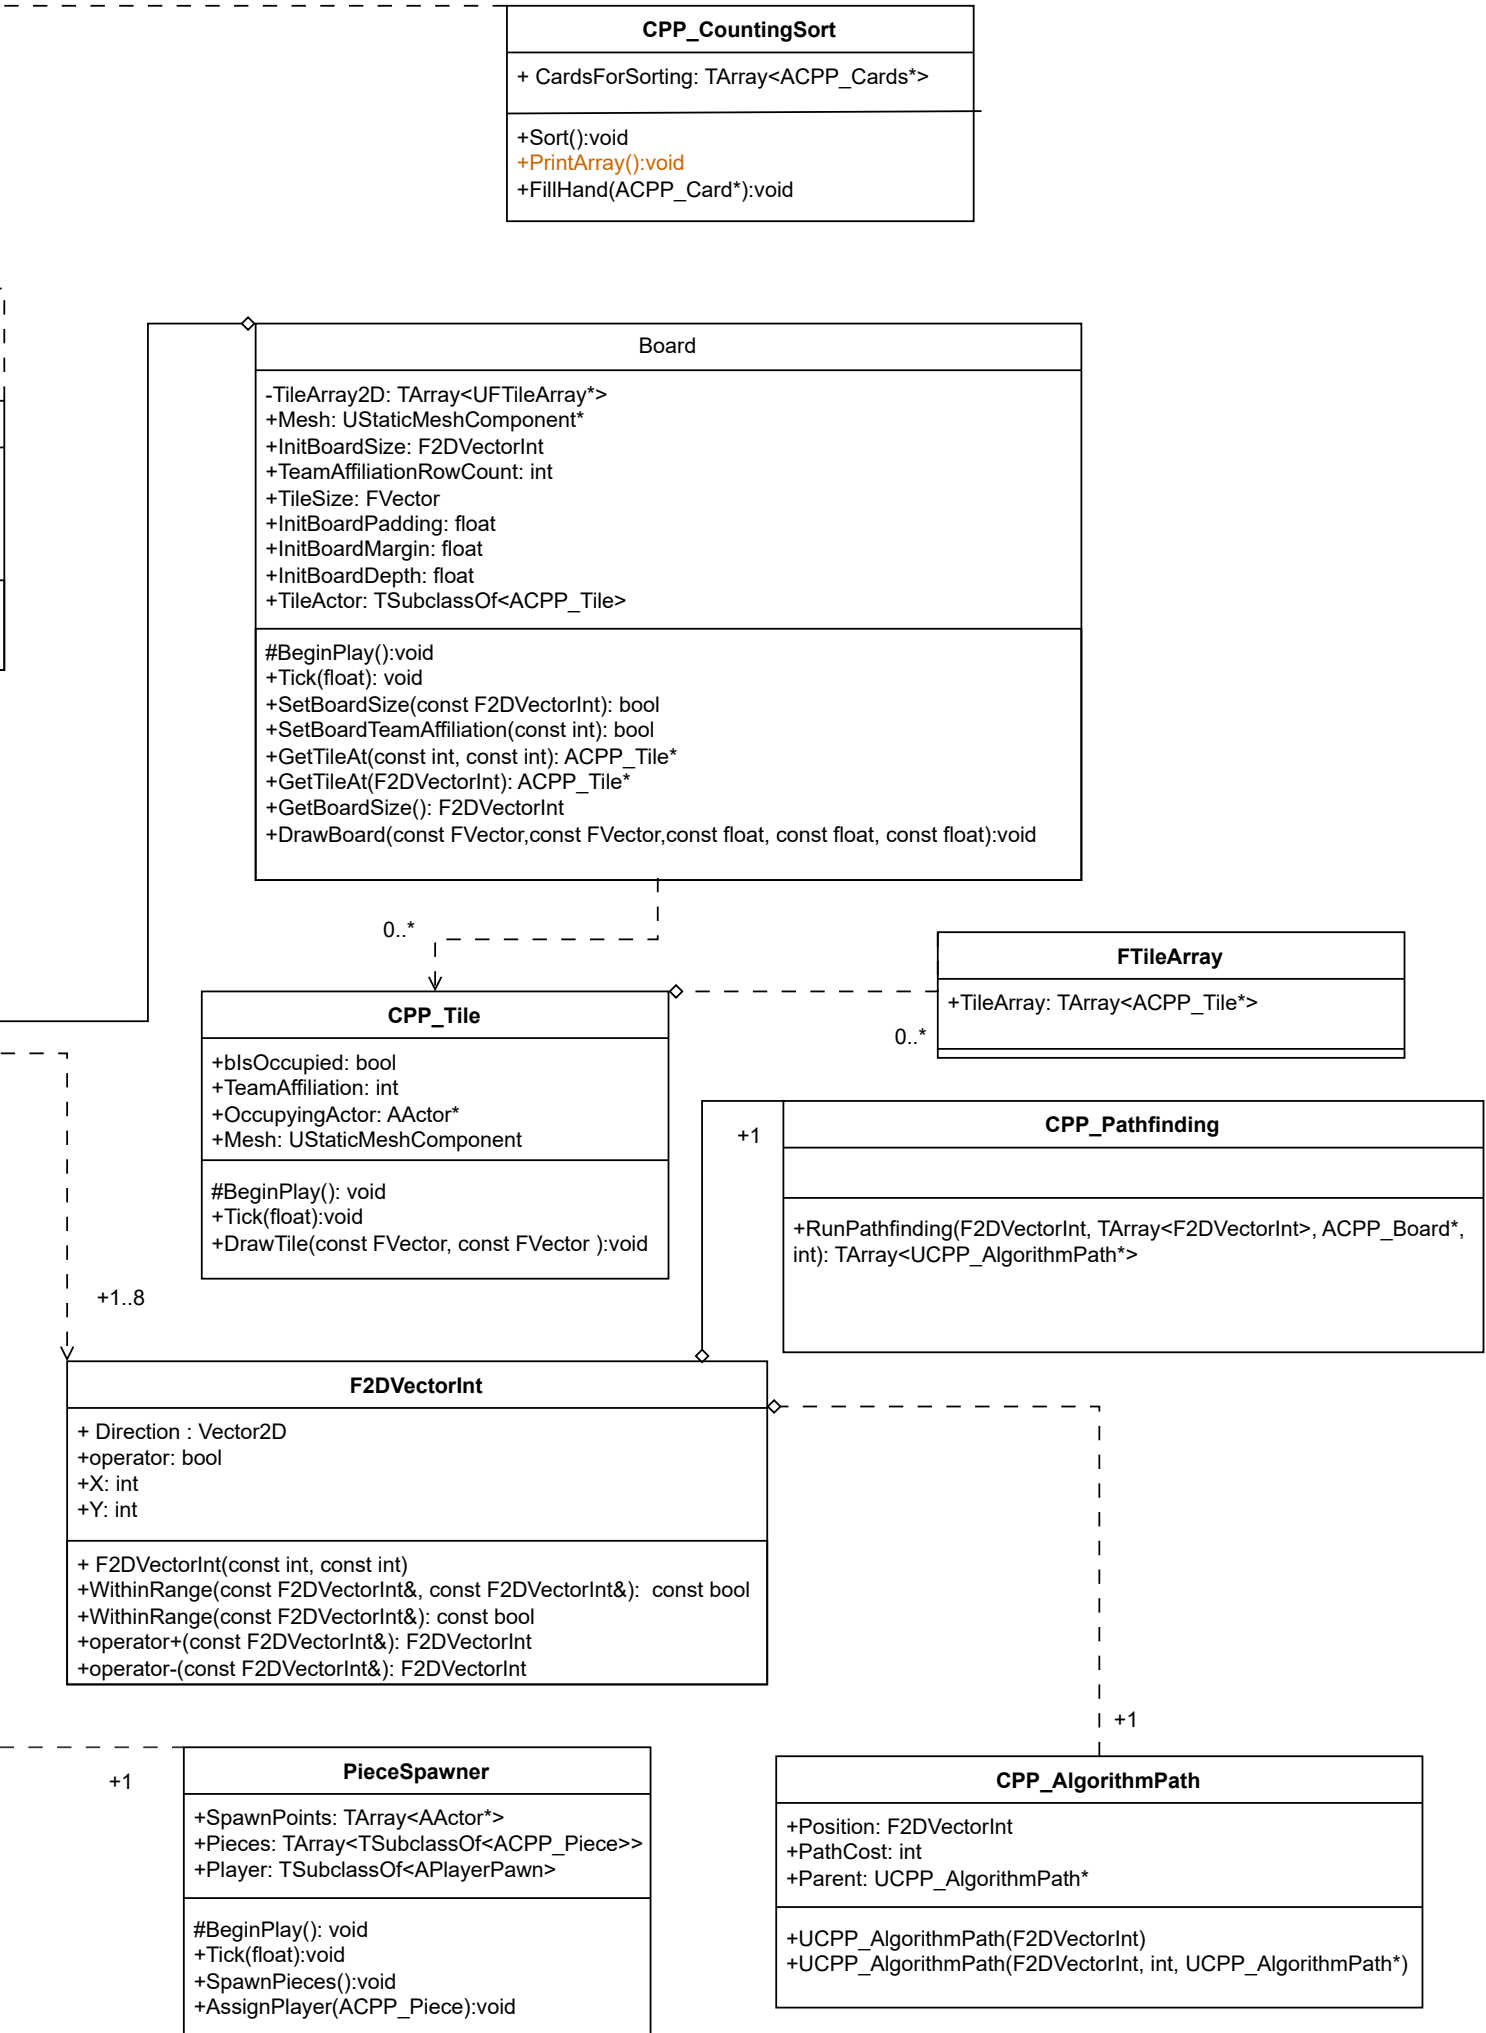 CPP_CountingSort
+ CardsForSorting: TArray<ACPP_Cards*>
+Sort():void
+PrintArray():void
+FillHand(ACPP_Card*):void
Board
-TileArray2D: TArray<UFTileArray*>
+Mesh: UStaticMeshComponent*
+InitBoardSize: F2DVectorInt
+TeamAffiliationRowCount: int
+TileSize: FVector
+InitBoardPadding: float
+InitBoardMargin: float
+InitBoardDepth: float
+TileActor: TSubclassOf<ACPP_Tile>
#BeginPlay():void
+Tick(float): void
+SetBoardSize(const F2DVectorInt): bool
+SetBoardTeamAffiliation(const int): bool
+GetTileAt(const int, const int): ACPP_Tile*
+GetTileAt(F2DVectorInt): ACPP_Tile*
+GetBoardSize(): F2DVectorInt
+DrawBoard(const FVector,const FVector,const float, const float, const float):void
0..*
FTileArray
+TileArray: TArray<ACPP_Tile*>
0..*
CPP_Tile
+bIsOccupied: bool
+TeamAffiliation: int
+OccupyingActor: AActor*
+Mesh: UStaticMeshComponent
#BeginPlay(): void
+Tick(float):void
+DrawTile(const FVector, const FVector ):void
+1
CPP_Pathfinding
+RunPathfinding(F2DVectorInt, TArray<F2DVectorInt>, ACPP_Board*,
int): TArray<UCPP_AlgorithmPath*>
+1..8
F2DVectorInt
+ Direction : Vector2D
+operator: bool
+X: int
+Y: int
+ F2DVectorInt(const int, const int)
+WithinRange(const F2DVectorInt&, const F2DVectorInt&):  const bool
+WithinRange(const F2DVectorInt&): const bool
+operator+(const F2DVectorInt&): F2DVectorInt
+operator-(const F2DVectorInt&): F2DVectorInt
+1
+1
PieceSpawner
+SpawnPoints: TArray<AActor*>
+Pieces: TArray<TSubclassOf<ACPP_Piece>>
+Player: TSubclassOf<APlayerPawn>
#BeginPlay(): void
+Tick(float):void
+SpawnPieces():void
+AssignPlayer(ACPP_Piece):void
CPP_AlgorithmPath
+Position: F2DVectorInt
+PathCost: int
+Parent: UCPP_AlgorithmPath*
+UCPP_AlgorithmPath(F2DVectorInt)
+UCPP_AlgorithmPath(F2DVectorInt, int, UCPP_AlgorithmPath*)